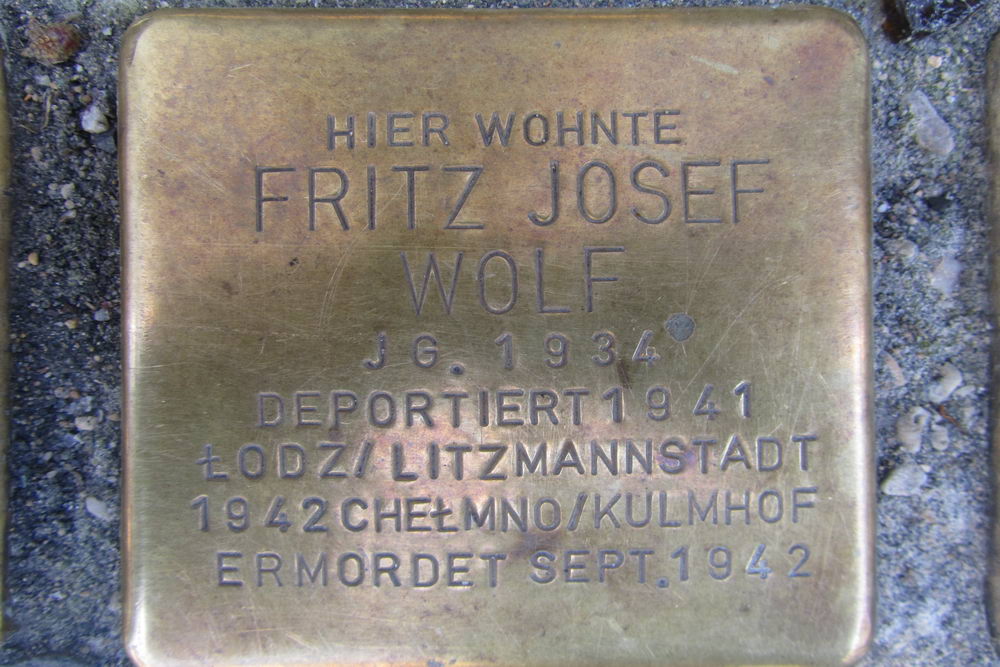 HIER WOHNTE
FRITZ JOSEF
WOLF
JG. 1934
DEPORTIERT 1941
ŁODZ/LITZMANNSTADT
1942 CHEŁMNO/KULMHOF
ERMORDET SEPT. 1942